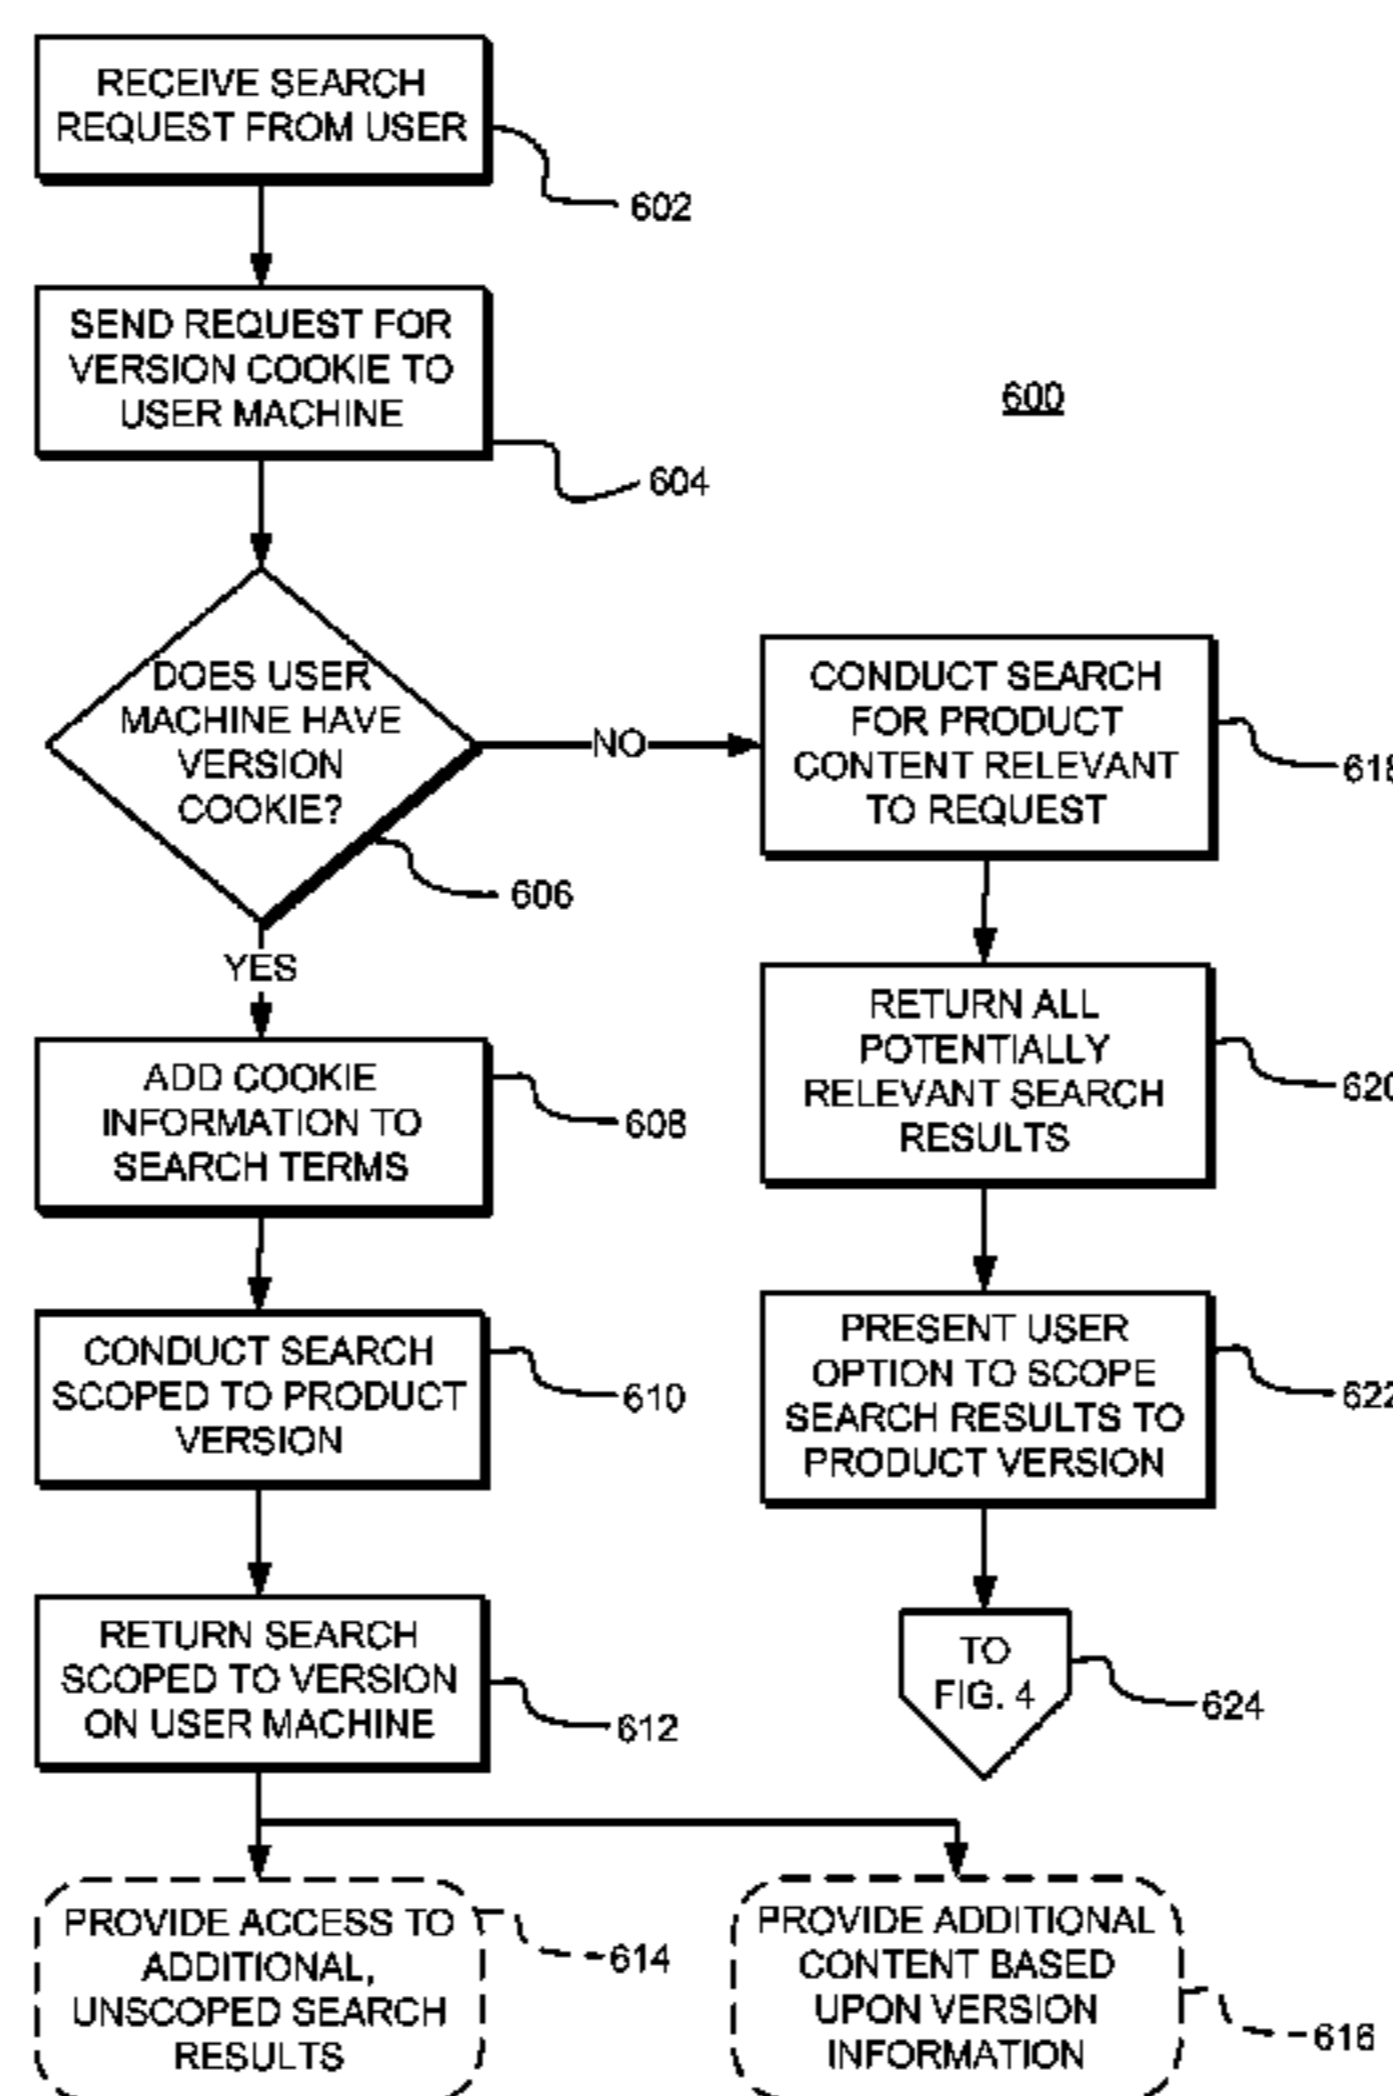 RECEIVE SEARCH
REQUEST FROM USER
602
SEND REQUEST FOR
VERSION COOKIE TO
USER MACHINE
604
600
DOES USER
MACHINE HAVE
VERSION
COOKIE?
606
NO
YES
CONDUCT SEARCH
FOR PRODUCT
CONTENT RELEVANT
TO REQUEST
618
RETURN ALL
POTENTIALLY
RELEVANT SEARCH
RESULTS
620
PRESENT USER
OPTION TO SCOPE
SEARCH RESULTS TO
PRODUCT VERSION
622
TO
FIG. 4
624
ADD COOKIE
INFORMATION TO
SEARCH TERMS
608
CONDUCT SEARCH
SCOPED TO PRODUCT
VERSION
610
RETURN SEARCH
SCOPED TO VERSION
ON USER MACHINE
612
PROVIDE ACCESS TO
ADDITIONAL,
UNSCOPED SEARCH
RESULTS
614
PROVIDE ADDITIONAL
CONTENT BASED
UPON VERSION
INFORMATION
616